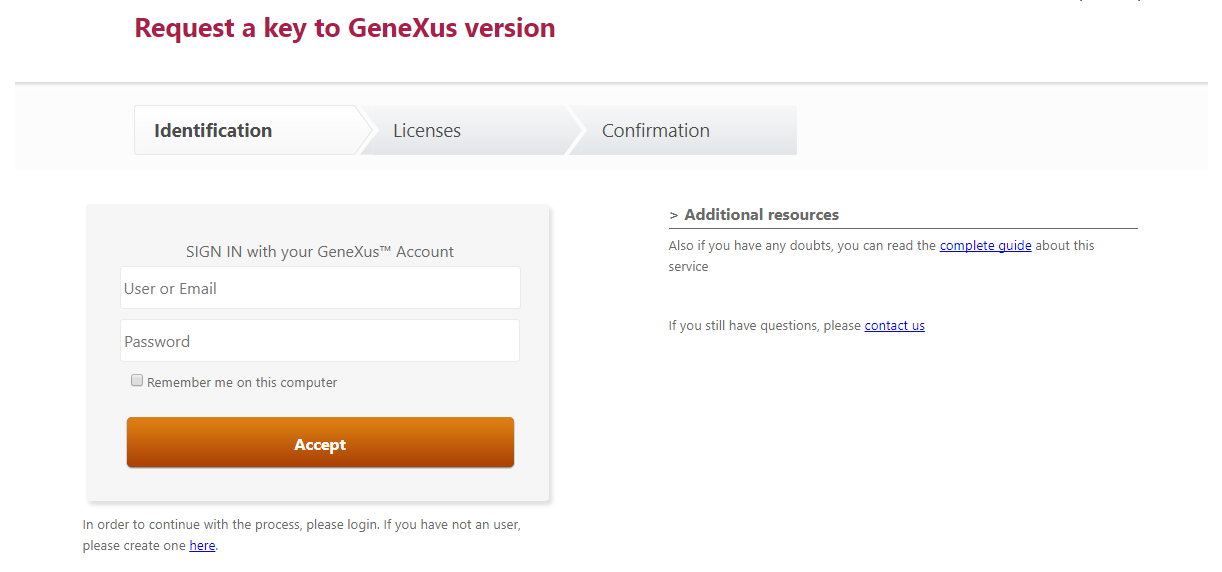 Request a key to GeneXus version
Identification
Licenses
Confirmation
SIGN IN with your GeneXus™ Account
User or Email
Password
Remember me on this computer
Accept
In order to continue with the process, please login. If you have not an user,
please create one here.
> Additional resources
Also if you have any doubts, you can read the complete guide about this
service
If you still have questions, please contact us